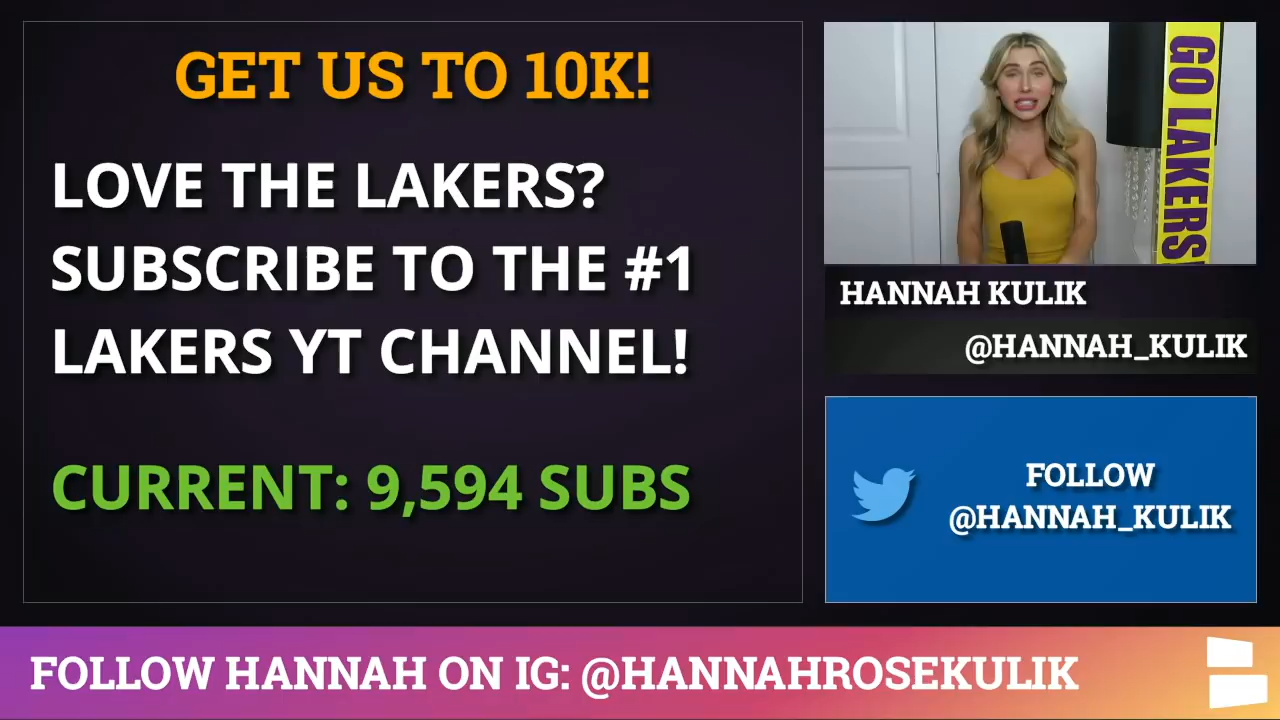 GET US TO 10K!
LOVE THE LAKERS?
SUBSCRIBE TO THE #1
LAKERS YT CHANNEL!
CURRENT: 9,594 SUBS
GO LAKERS!
HANNAH KULIK
@HANNAH_KULIK
FOLLOW
@HANNAH_KULIK
FOLLOW HANNAH ON IG: @HANNAHROSEKULIK